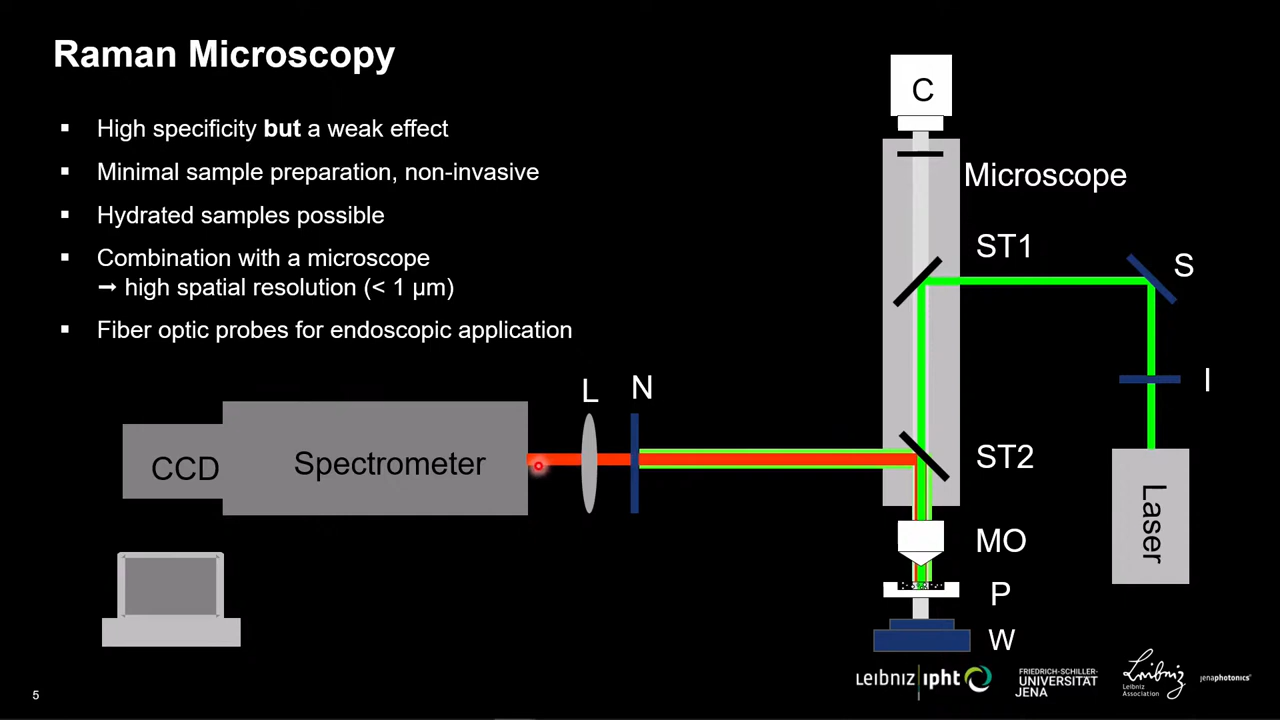 Raman Microscopy
▪ High specificity but a weak effect
▪ Minimal sample preparation, non-invasive
▪ Hydrated samples possible
▪ Combination with a microscope
→ high spatial resolution (< 1 µm)
▪ Fiber optic probes for endoscopic application
C
Microscope
ST1
S
I
L
N
ST2
CCD
Spectrometer
Laser
MO
P
W
5
Leibniz ipht
FRIEDRICH-SCHILLER-
UNIVERSITÄT
JENA
Leibniz
Leibniz
Association
jenaphotonics